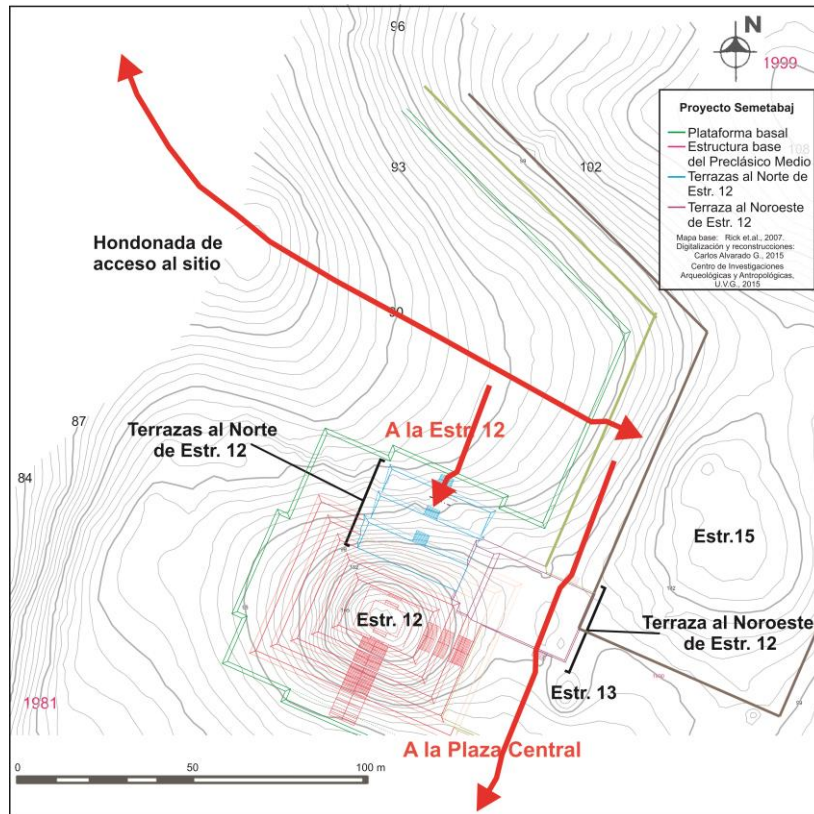 96
N
1999
Proyecto Semetabaj
Plataforma basal
Estructura base
del Preclásico Medio
Terrazas al Norte de
Estr. 12
Terraza al Noroeste
de Estr. 12
Mapa base: Rick et.al., 2007.
Digitalización y reconstrucciones:
Carlos Alvarado G., 2015
Centro de Investigaciones
Arqueológicas y Antropológicas,
U.V.G., 2015
108
93
102
Hondonada de
acceso al sitio
90
87
Terrazas al Norte
de Estr. 12
A la Estr. 12
84
Estr.15
Estr. 12
Terraza al Noroeste
de Estr. 12
Estr. 13
1981
A la Plaza Central
0
50
100 m